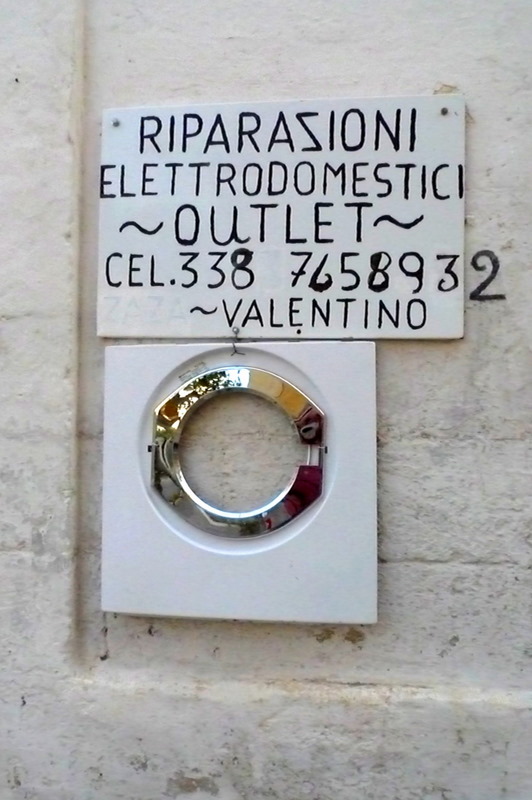 RIPARAZIONI
ELETTRODOMESTICI
~OUTLET~
CEL.338 7658932
~VALENTINO